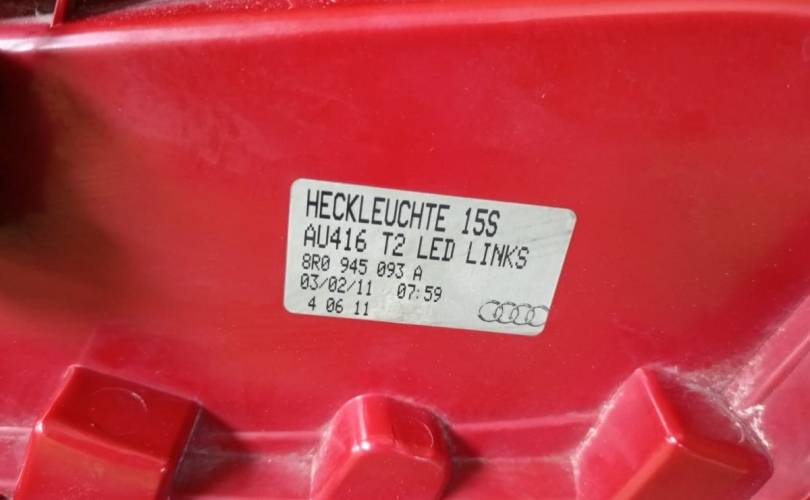 HECKLEUCHTE 15S
AU416 T2 LED LINKS
8R0 945 093 A
03/02/11 07:59
4 06 11